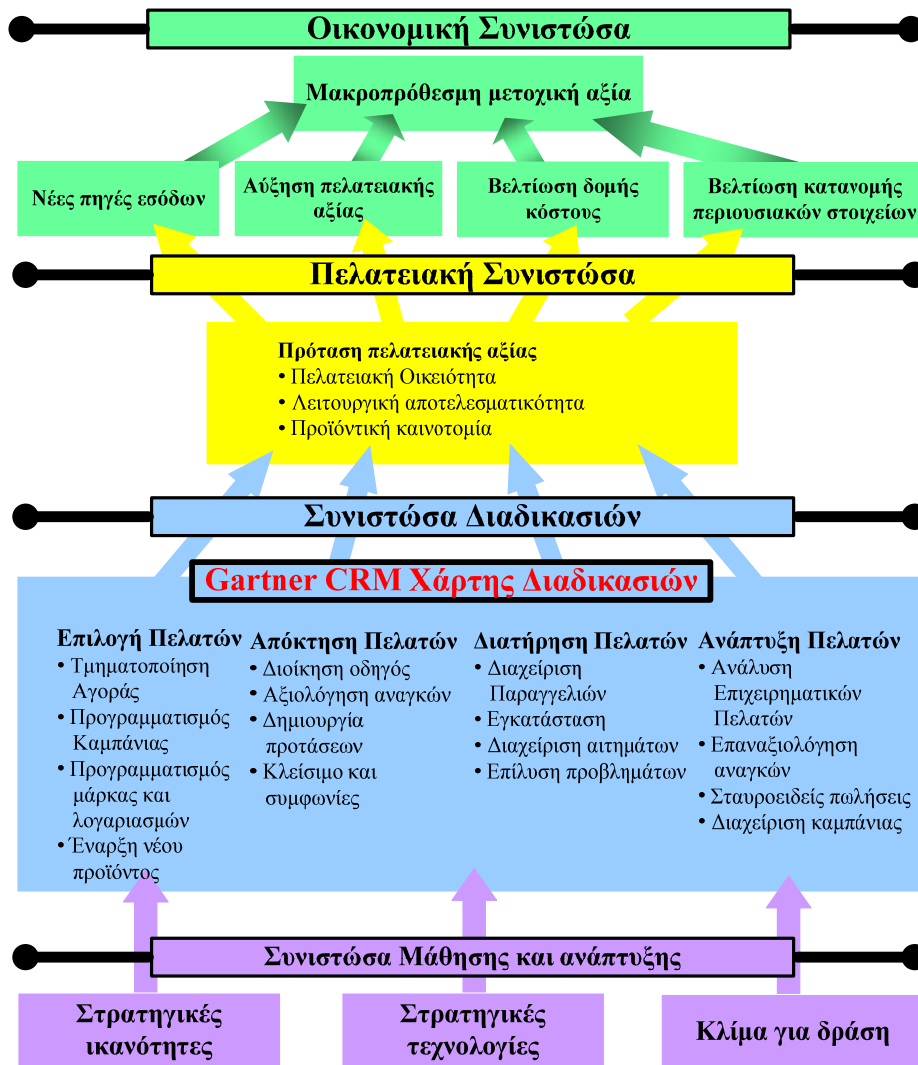 Οικονομική Συνιστώσα
Μακροπρόθεσμη μετοχική αξία
Νέες πηγές εσόδων
Αύξηση πελατειακής
αξίας
Βελτίωση δομής
κόστους
Βελτίωση κατανομής
περιουσιακών στοιχείων
Πελατειακή Συνιστώσα
Πρόταση πελατειακής αξίας
• Πελατειακή Οικειότητα
• Λειτουργική αποτελεσματικότητα
• Προϊόντική καινοτομία
Συνιστώσα Διαδικασιών
Gartner CRM Χάρτης Διαδικασιών
Επιλογή Πελατών
• Τμηματοποίηση
Αγοράς
• Προγραμματισμός
Καμπάνιας
• Προγραμματισμός
μάρκας και
λογαριασμών
• Έναρξη νέου
προϊόντος
Απόκτηση Πελατών
• Διοίκηση οδηγός
• Αξιολόγηση αναγκών
• Δημιουργία
προτάσεων
• Κλείσιμο και
συμφωνίες
Διατήρηση Πελατών
• Διαχείριση
Παραγγελιών
• Εγκατάσταση
• Διαχείριση αιτημάτων
• Επίλυση προβλημάτων
Ανάπτυξη Πελατών
• Ανάλυση
Επιχειρηματικών
Πελατών
• Επαναξιολόγηση
αναγκών
• Σταυροειδείς πωλήσεις
• Διαχείριση καμπάνιας
Συνιστώσα Μάθησης και ανάπτυξης
Στρατηγικές
ικανότητες
Στρατηγικές
τεχνολογίες
Κλίμα για δράση